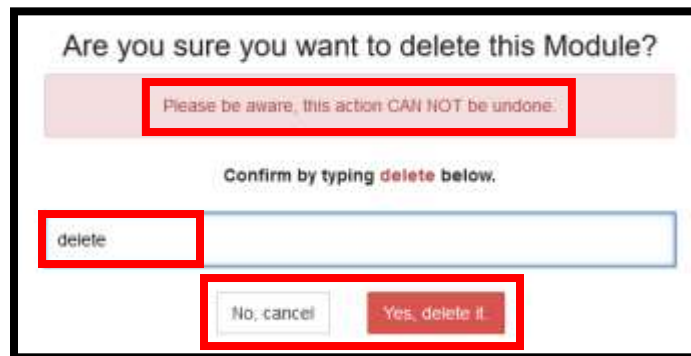 Are you sure you want to delete this Module?
Please be aware, this action CAN NOT be undone.
Confirm by typing delete below.
delete
No, cancel
Yes, delete it.